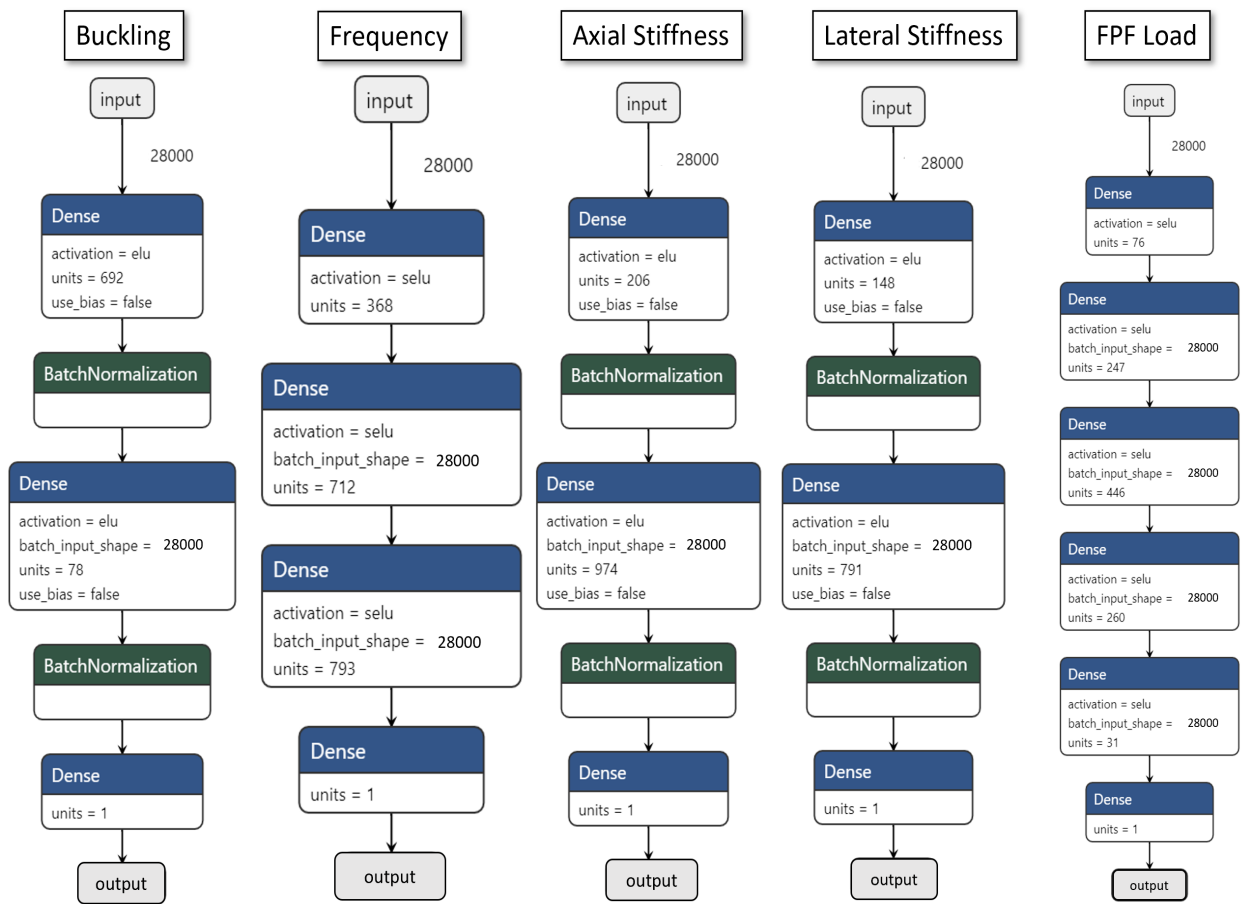 Buckling
input
28000
Dense
activation = elu
units = 692
use_bias = false
BatchNormalization
Dense
activation = elu
batch_input_shape = 28000
units = 78
use_bias = false
BatchNormalization
Dense
units = 1
output
Frequency
input
28000
Dense
activation = selu
units = 368
Dense
activation = selu
batch_input_shape = 28000
units = 712
Dense
activation = selu
batch_input_shape = 28000
units = 793
Dense
units = 1
output
Axial Stiffness
input
28000
Dense
activation = elu
units = 206
use_bias = false
BatchNormalization
Dense
activation = elu
batch_input_shape = 28000
units = 974
use_bias = false
BatchNormalization
Dense
units = 1
output
Lateral Stiffness
input
28000
Dense
activation = elu
units = 148
use_bias = false
BatchNormalization
Dense
activation = elu
batch_input_shape = 28000
units = 791
use_bias = false
BatchNormalization
Dense
units = 1
output
FPF Load
input
28000
Dense
activation = selu
units = 76
Dense
activation = selu
batch_input_shape = 28000
units = 247
Dense
activation = selu
batch_input_shape = 28000
units = 446
Dense
activation = selu
batch_input_shape = 28000
units = 260
Dense
activation = selu
batch_input_shape = 28000
units = 31
Dense
units = 1
output